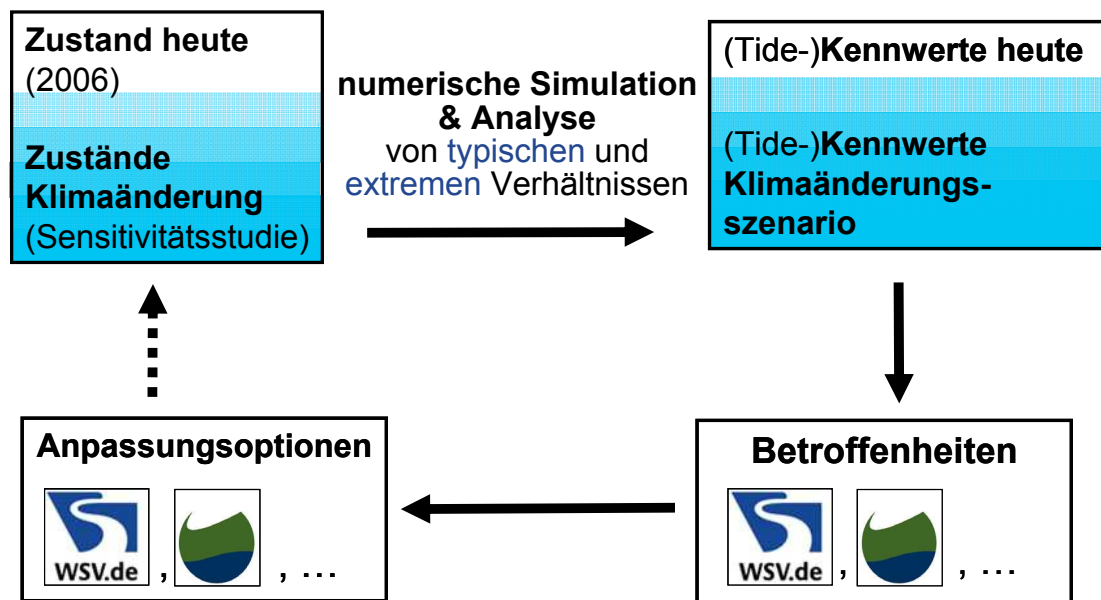 Zustand heute
(2006)
Zustände
Klimaänderung
(Sensitivitätsstudie)
numerische Simulation
& Analyse
von typischen und
extremen Verhältnissen
(Tide-)Kennwerte heute
(Tide-)Kennwerte
Klimaänderungs-
szenario
Anpassungsoptionen
WSV.de , , ...
Betroffenheiten
WSV.de , , ...